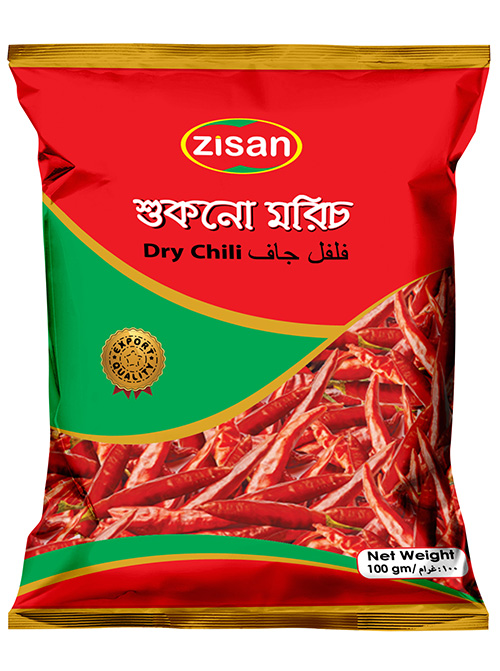 zisan
শুকনো মরিচ
Dry Chili فلفل جاف
EXPORT
QUALITY
Net Weight
100 gm/ ١٠٠: غرام